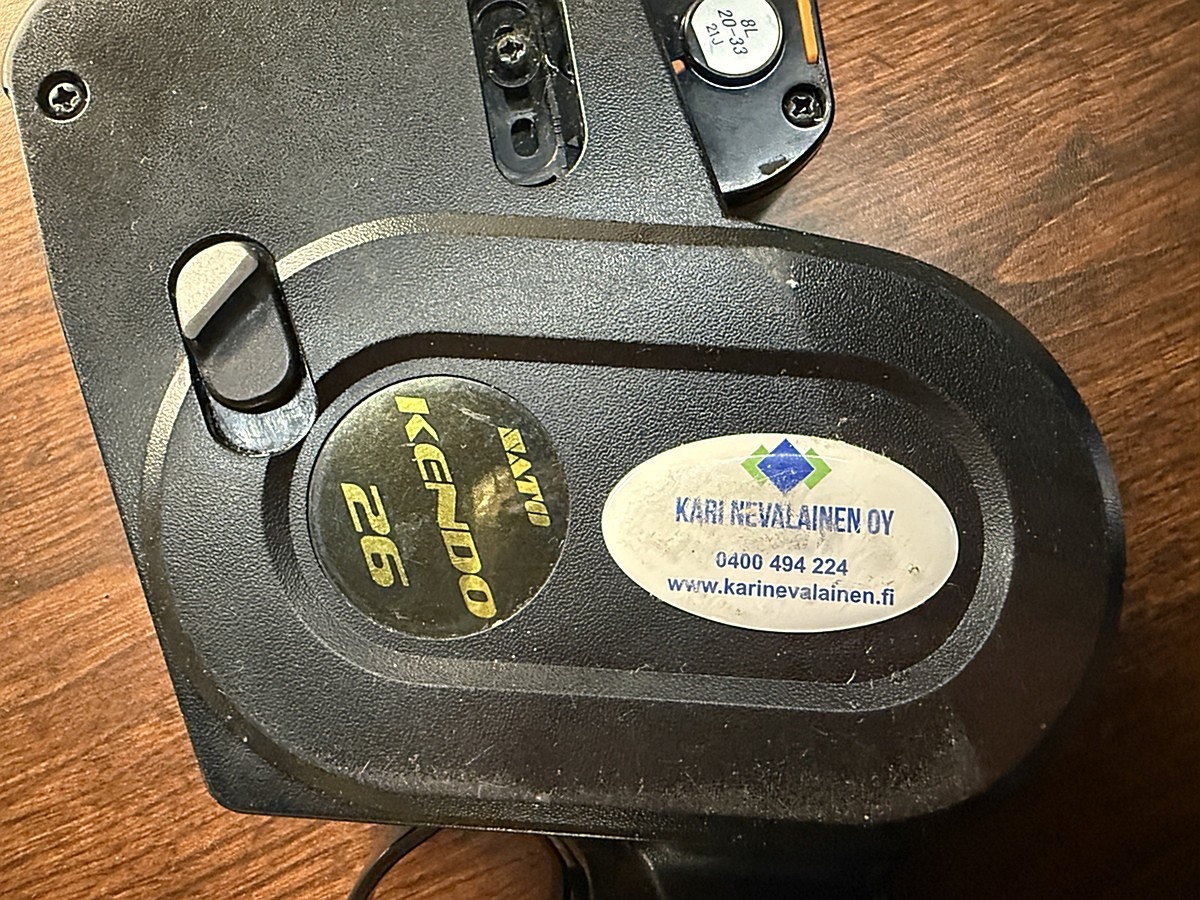 8L
20-33
21J
SATO
KENDO
26
KARI NEVALAINEN OY
0400 494 224
www.karinevalainen.fi